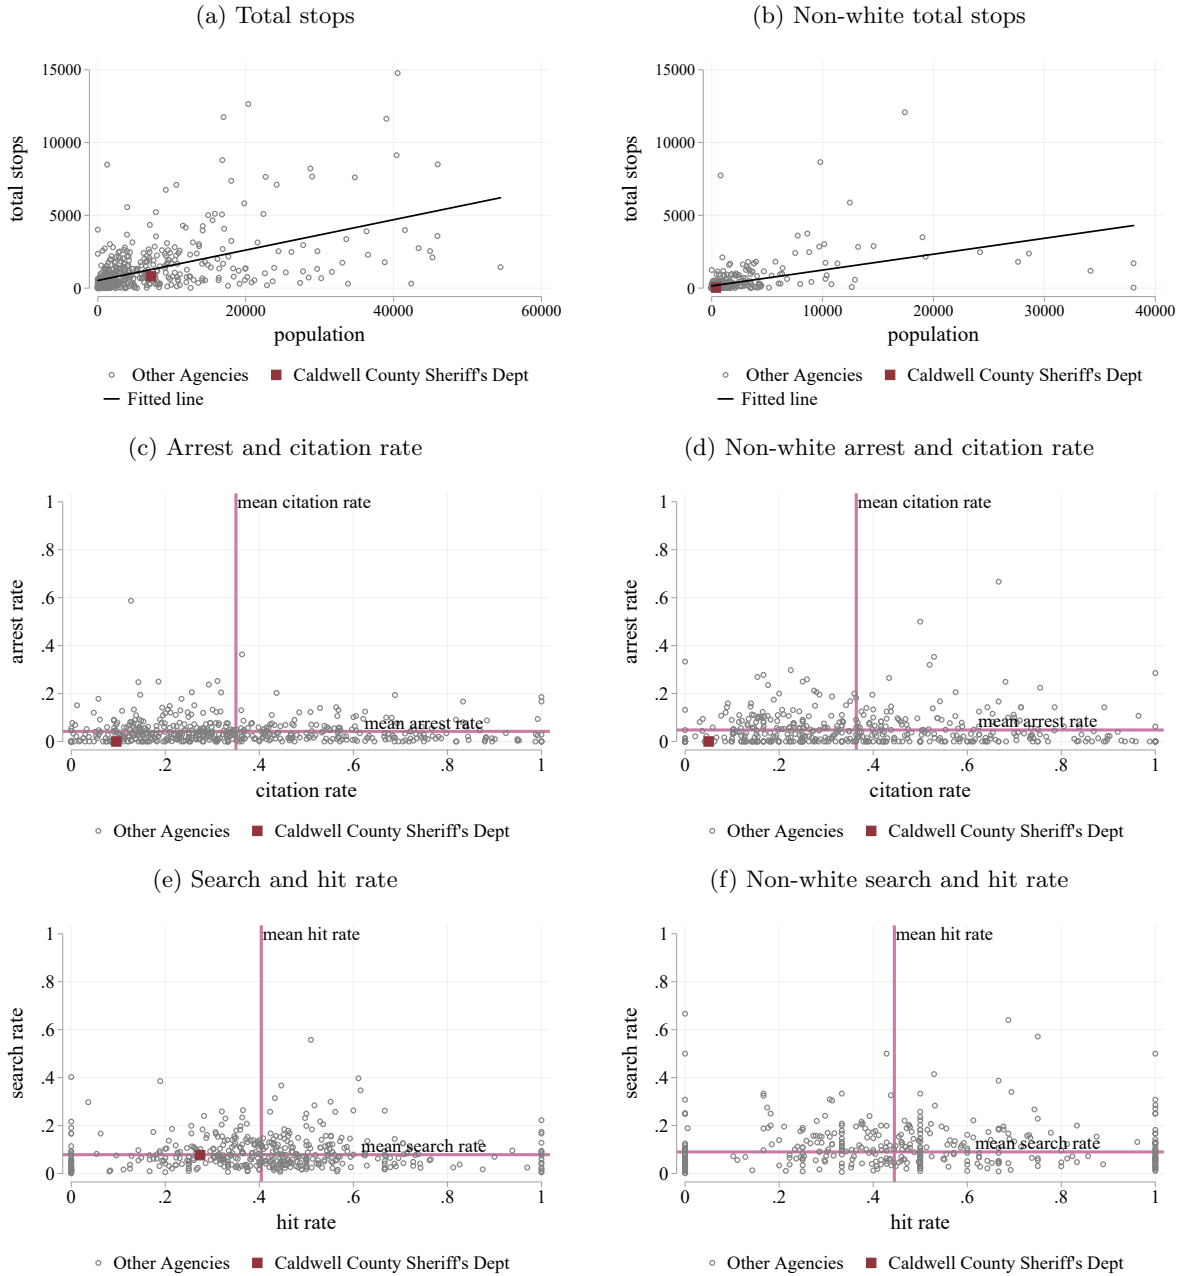 (a) Total stops
(b) Non-white total stops
15000
10000
5000
0
total stops
0 20000 40000 60000
population
Other Agencies Caldwell County Sheriff's Dept
Fitted line
15000
10000
5000
0
total stops
0 10000 20000 30000 40000
population
Other Agencies Caldwell County Sheriff's Dept
Fitted line
(c) Arrest and citation rate
(d) Non-white arrest and citation rate
1
.8
.6
.4
.2
0
arrest rate
mean citation rate
mean arrest rate
0 .2 .4 .6 .8 1
citation rate
Other Agencies Caldwell County Sheriff's Dept
1
.8
.6
.4
.2
0
arrest rate
mean citation rate
mean arrest rate
0 .2 .4 .6 .8 1
citation rate
Other Agencies Caldwell County Sheriff's Dept
(e) Search and hit rate
(f) Non-white search and hit rate
1
.8
.6
.4
.2
0
search rate
mean hit rate
mean search rate
0 .2 .4 .6 .8 1
hit rate
Other Agencies Caldwell County Sheriff's Dept
1
.8
.6
.4
.2
0
search rate
mean hit rate
mean search rate
0 .2 .4 .6 .8 1
hit rate
Other Agencies Caldwell County Sheriff's Dept